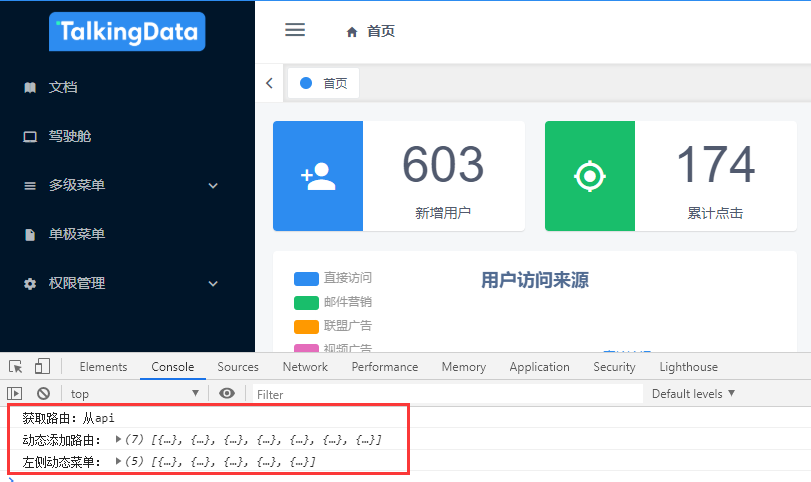 TalkingData
首页
首页
文档
驾驶舱
多级菜单
单极菜单
权限管理
603
新增用户
174
累计点击
用户访问来源
直接访问
邮件营销
联盟广告
视频广告
Elements Console Sources Network Performance Memory Application Security Lighthouse
top Filter Default levels
获取路由: 从api
动态添加路由: (7) [{…}, {…}, {…}, {…}, {…}, {…}, {…}]
左侧动态菜单: (5) [{…}, {…}, {…}, {…}, {…}]